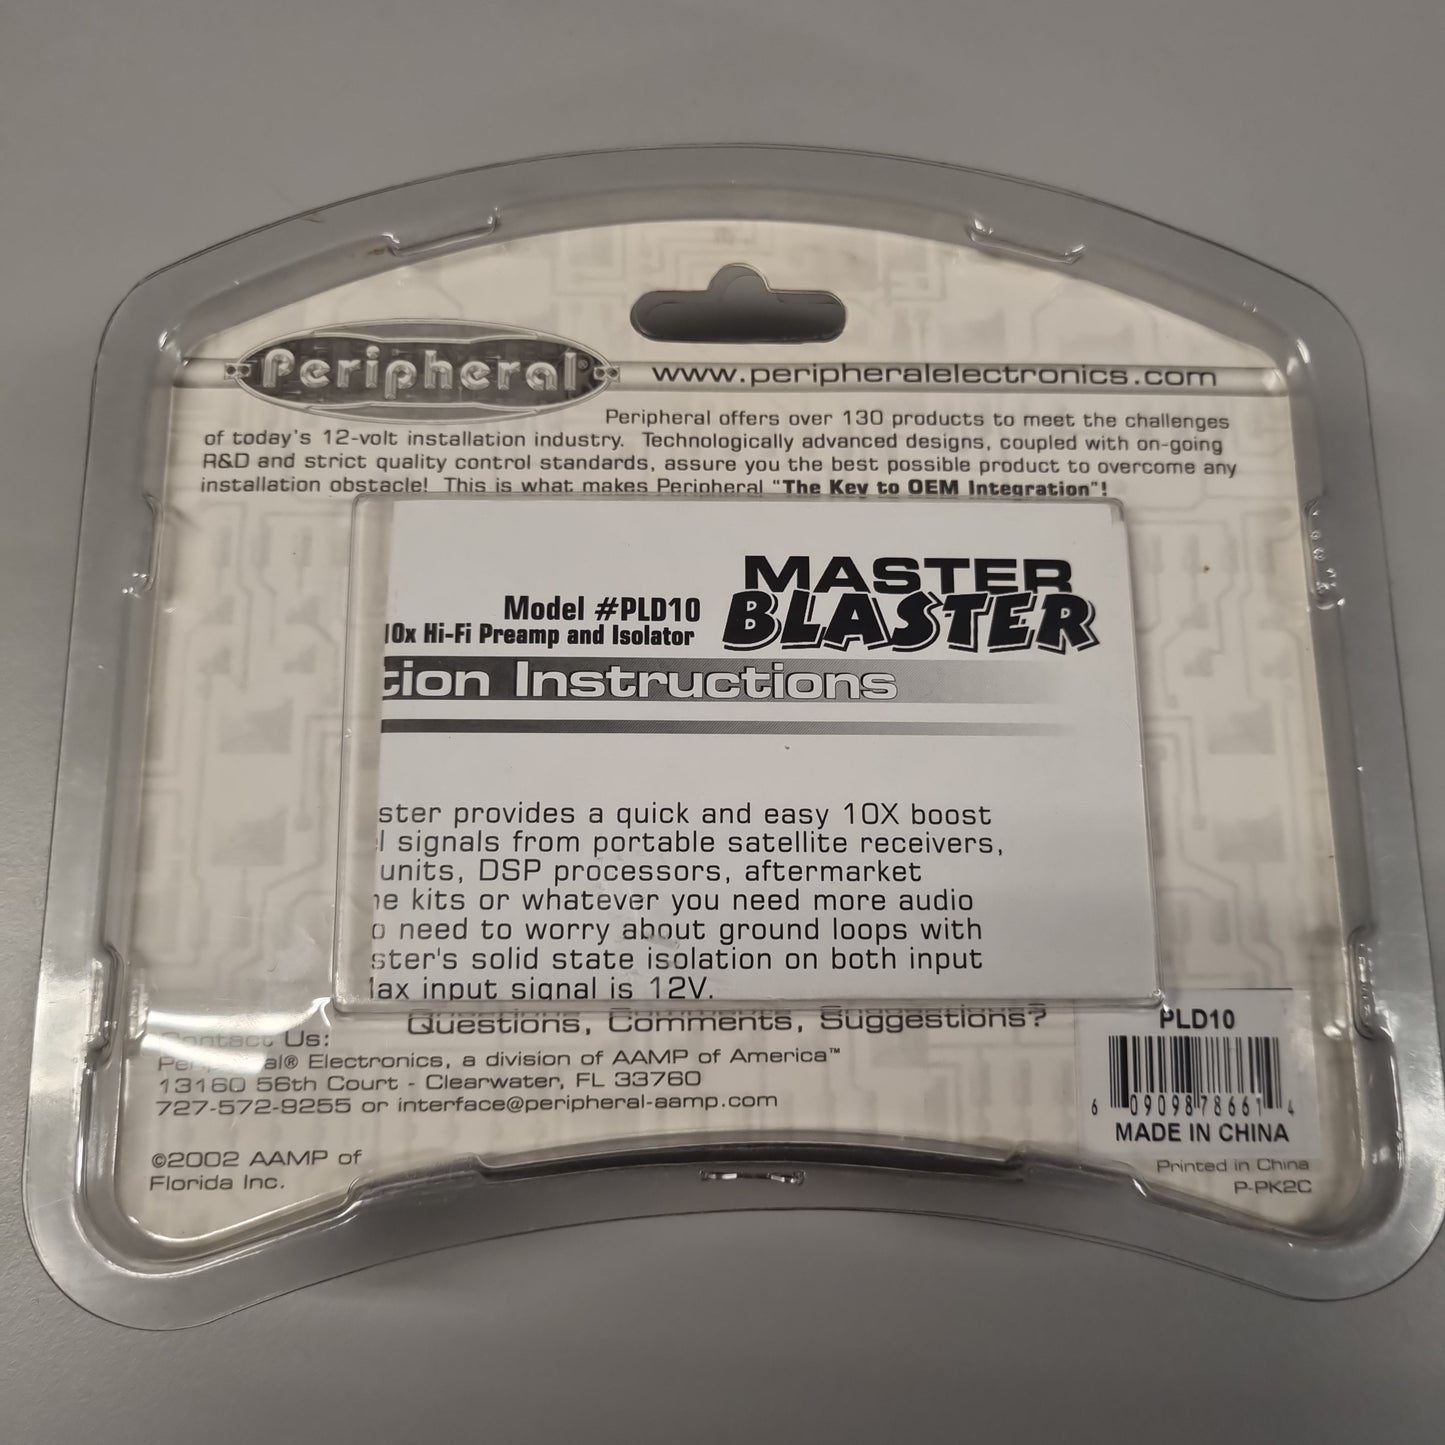 Peripheral®
www.peripheralelectronics.com
Peripheral offers over 130 products to meet the challenges
of today's 12-volt installation industry. Technologically advanced designs, coupled with on-going
R&D and strict quality control standards, assure you the best possible product to overcome any
installation obstacle! This is what makes Peripheral "The Key to OEM Integration"!
MASTER
BLASTER
Model #PLD10
10x Hi-Fi Preamp and Isolator
tion Instructions
ster provides a quick and easy 10X boost
l signals from portable satellite receivers,
units, DSP processors, aftermarket
e kits or whatever you need more audio
o need to worry about ground loops with
ster's solid state isolation on both input
ax input signal is 12V.
Questions, Comments, Suggestions?
Contact Us:
Peripheral® Electronics, a division of AAMP of America™
13160 56th Court - Clearwater, FL 33760
727-572-9255 or interface@peripheral-aamp.com
©2002 AAMP of
Florida Inc.
PLD10
6 09098 78661 4
MADE IN CHINA
Printed in China
P-PK2C